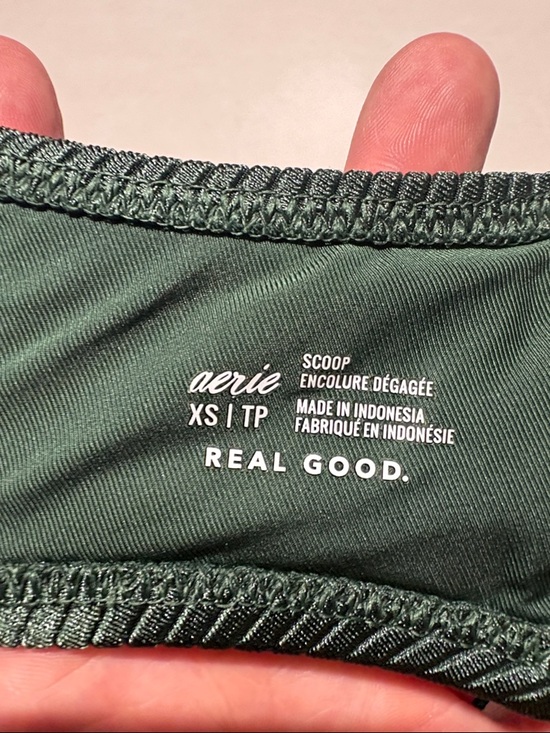 aerie
XS | TP
SCOOP
ENCOLURE DÉGAGÉE
MADE IN INDONESIA
FABRIQUÉ EN INDONÉSIE
REAL GOOD.